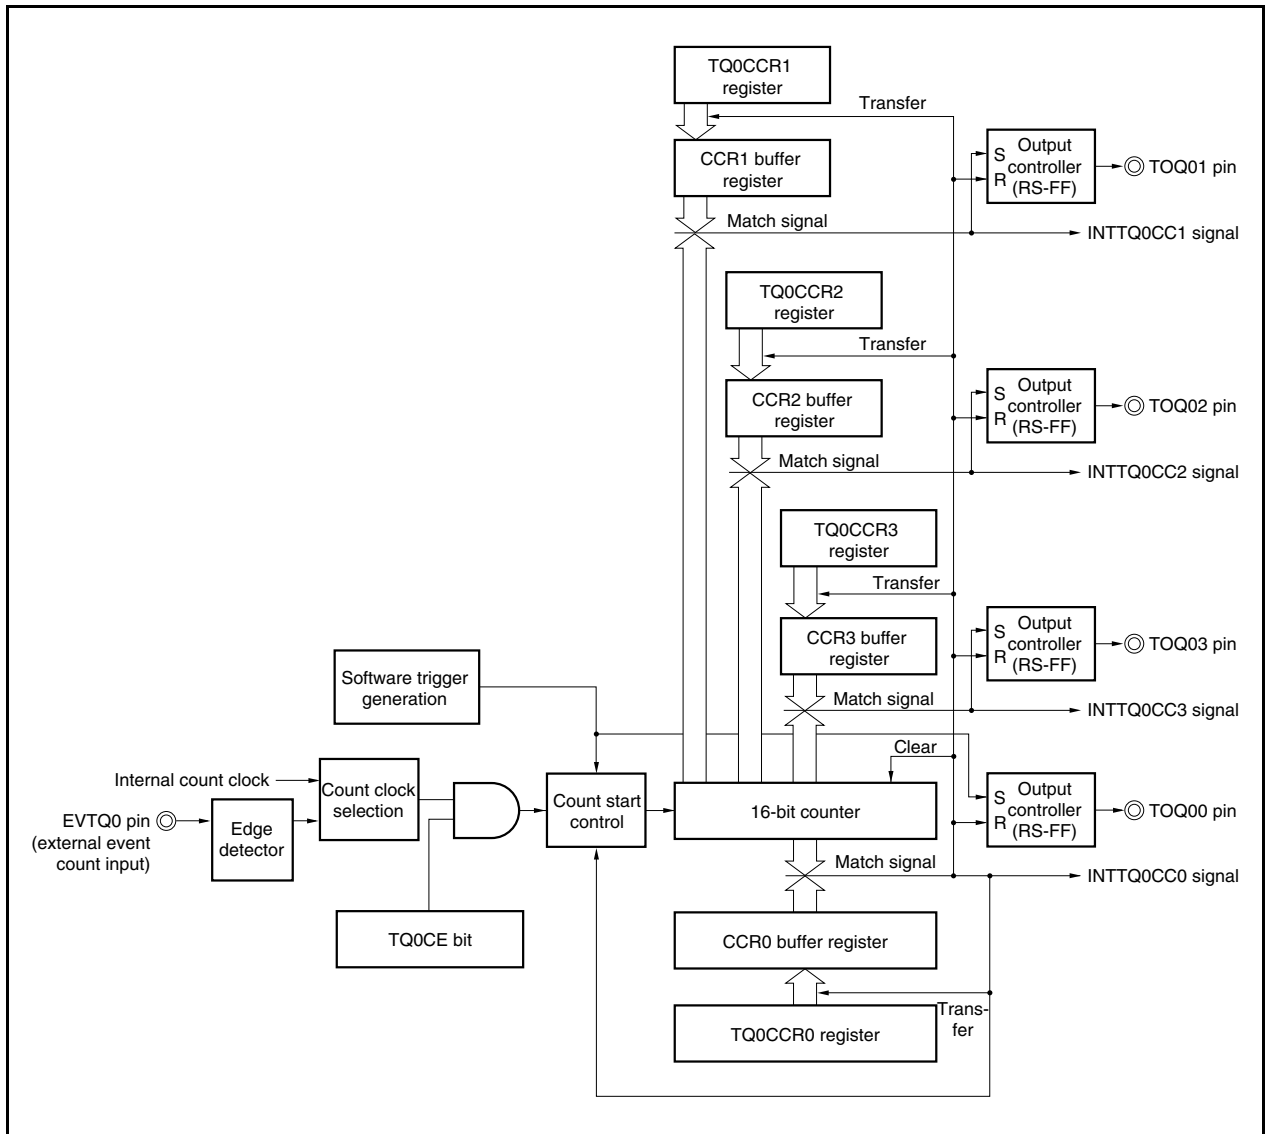 TQ0CCR1
register
Transfer
CCR1 buffer
register
S
R
Output
controller
(RS-FF)
TOQ01 pin
Match signal
INTTQ0CC1 signal
TQ0CCR2
register
Transfer
CCR2 buffer
register
S
R
Output
controller
(RS-FF)
TOQ02 pin
Match signal
INTTQ0CC2 signal
TQ0CCR3
register
Transfer
CCR3 buffer
register
S
R
Output
controller
(RS-FF)
TOQ03 pin
Match signal
INTTQ0CC3 signal
Software trigger
generation
Clear
Internal count clock
Count clock
selection
EVTQ0 pin
(external event
count input)
Edge
detector
Count start
control
16-bit counter
S
R
Output
controller
(RS-FF)
TOQ00 pin
Match signal
INTTQ0CC0 signal
TQ0CE bit
CCR0 buffer register
Trans-
fer
TQ0CCR0 register